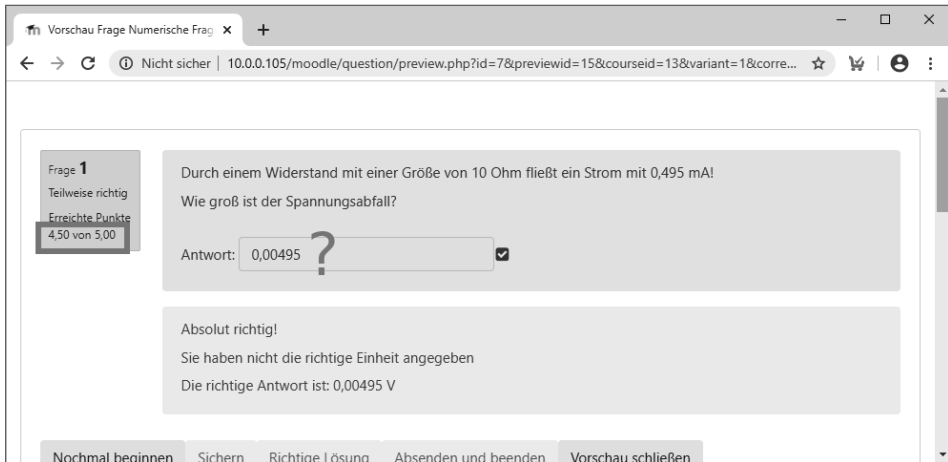 Vorschau Frage Numerische Frag
Nicht sicher | 10.0.0.105/moodle/question/preview.php?id=7&previewid=15&courseid=13&variant=1&corre...
Frage 1
Teilweise richtig
Erreichte Punkte
4,50 von 5,00
Durch einem Widerstand mit einer Größe von 10 Ohm fließt ein Strom mit 0,495 mA!
Wie groß ist der Spannungsabfall?
Antwort: 0,00495 ?
Absolut richtig!
Sie haben nicht die richtige Einheit angegeben
Die richtige Antwort ist: 0,00495 V
Nochmal beginnen Sichern Richtige Lösung Absenden und beenden Vorschau schließen